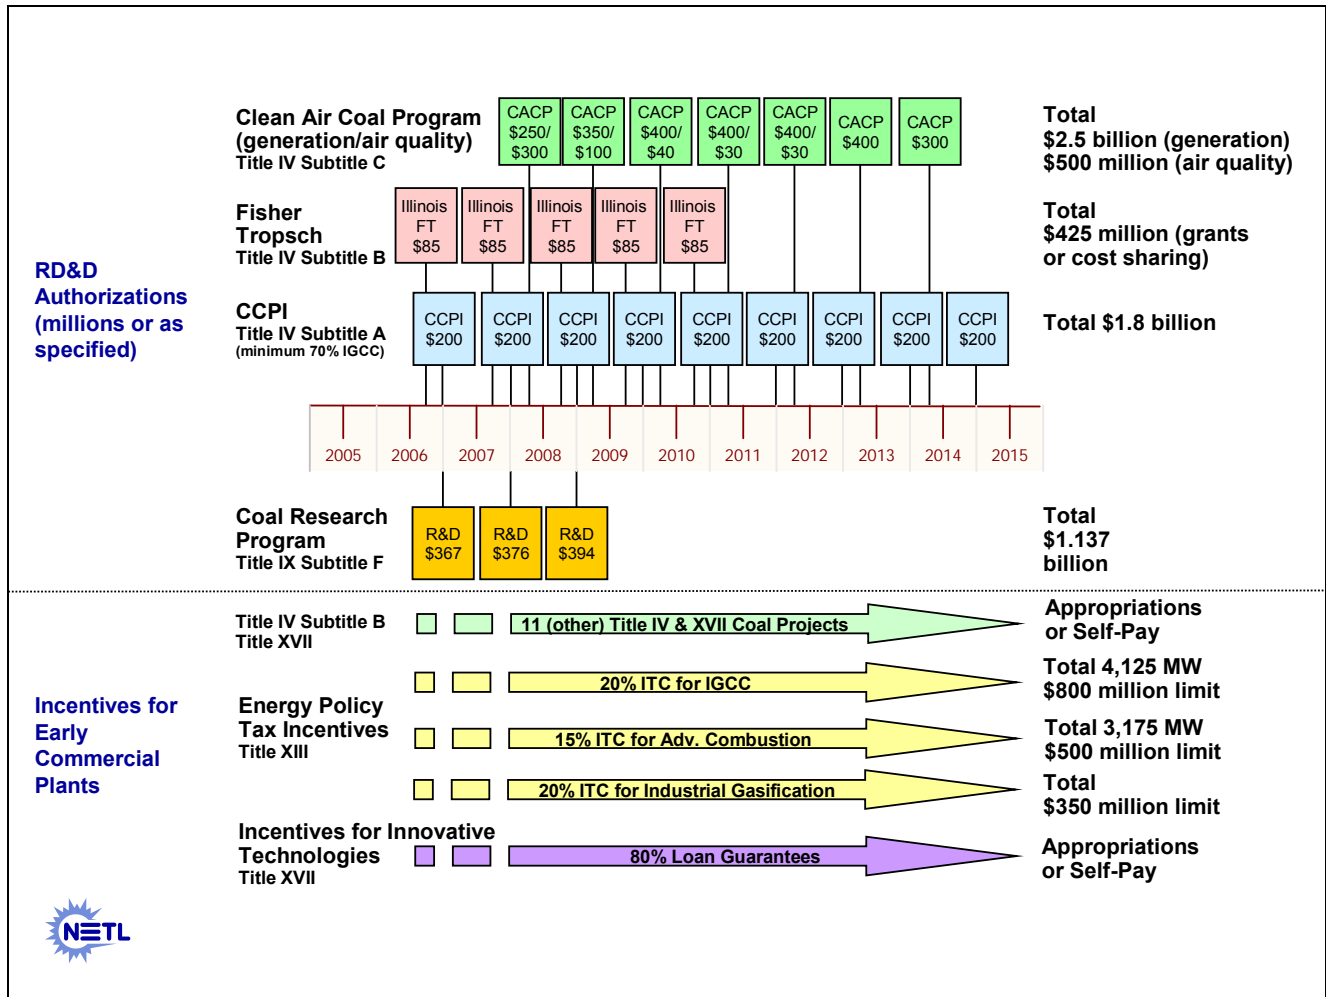 Clean Air Coal Program
(generation/air quality)
Title IV Subtitle C
CACP
$250/
$300
CACP
$350/
$100
CACP
$400/
$40
CACP
$400/
$30
CACP
$400/
$30
CACP
$400
CACP
$300
Total
$2.5 billion (generation)
$500 million (air quality)
Fisher
Tropsch
Title IV Subtitle B
Illinois
FT
$85
Illinois
FT
$85
Illinois
FT
$85
Illinois
FT
$85
Illinois
FT
$85
Total
$425 million (grants
or cost sharing)
RD&D
Authorizations
(millions or as
specified)
CCPI
Title IV Subtitle A
(minimum 70% IGCC)
CCPI
$200
CCPI
$200
CCPI
$200
CCPI
$200
CCPI
$200
CCPI
$200
CCPI
$200
CCPI
$200
CCPI
$200
Total $1.8 billion
2005 2006 2007 2008 2009 2010 2011 2012 2013 2014 2015
Coal Research
Program
Title IX Subtitle F
R&D
$367
R&D
$376
R&D
$394
Total
$1.137
billion
Title IV Subtitle B
Title XVII
11 (other) Title IV & XVII Coal Projects
Appropriations
or Self-Pay
Incentives for
Early
Commercial
Plants
Energy Policy
Tax Incentives
Title XIII
20% ITC for IGCC
Total 4,125 MW
$800 million limit
15% ITC for Adv. Combustion
Total 3,175 MW
$500 million limit
20% ITC for Industrial Gasification
Total
$350 million limit
Incentives for Innovative
Technologies
Title XVII
80% Loan Guarantees
Appropriations
or Self-Pay
NETL